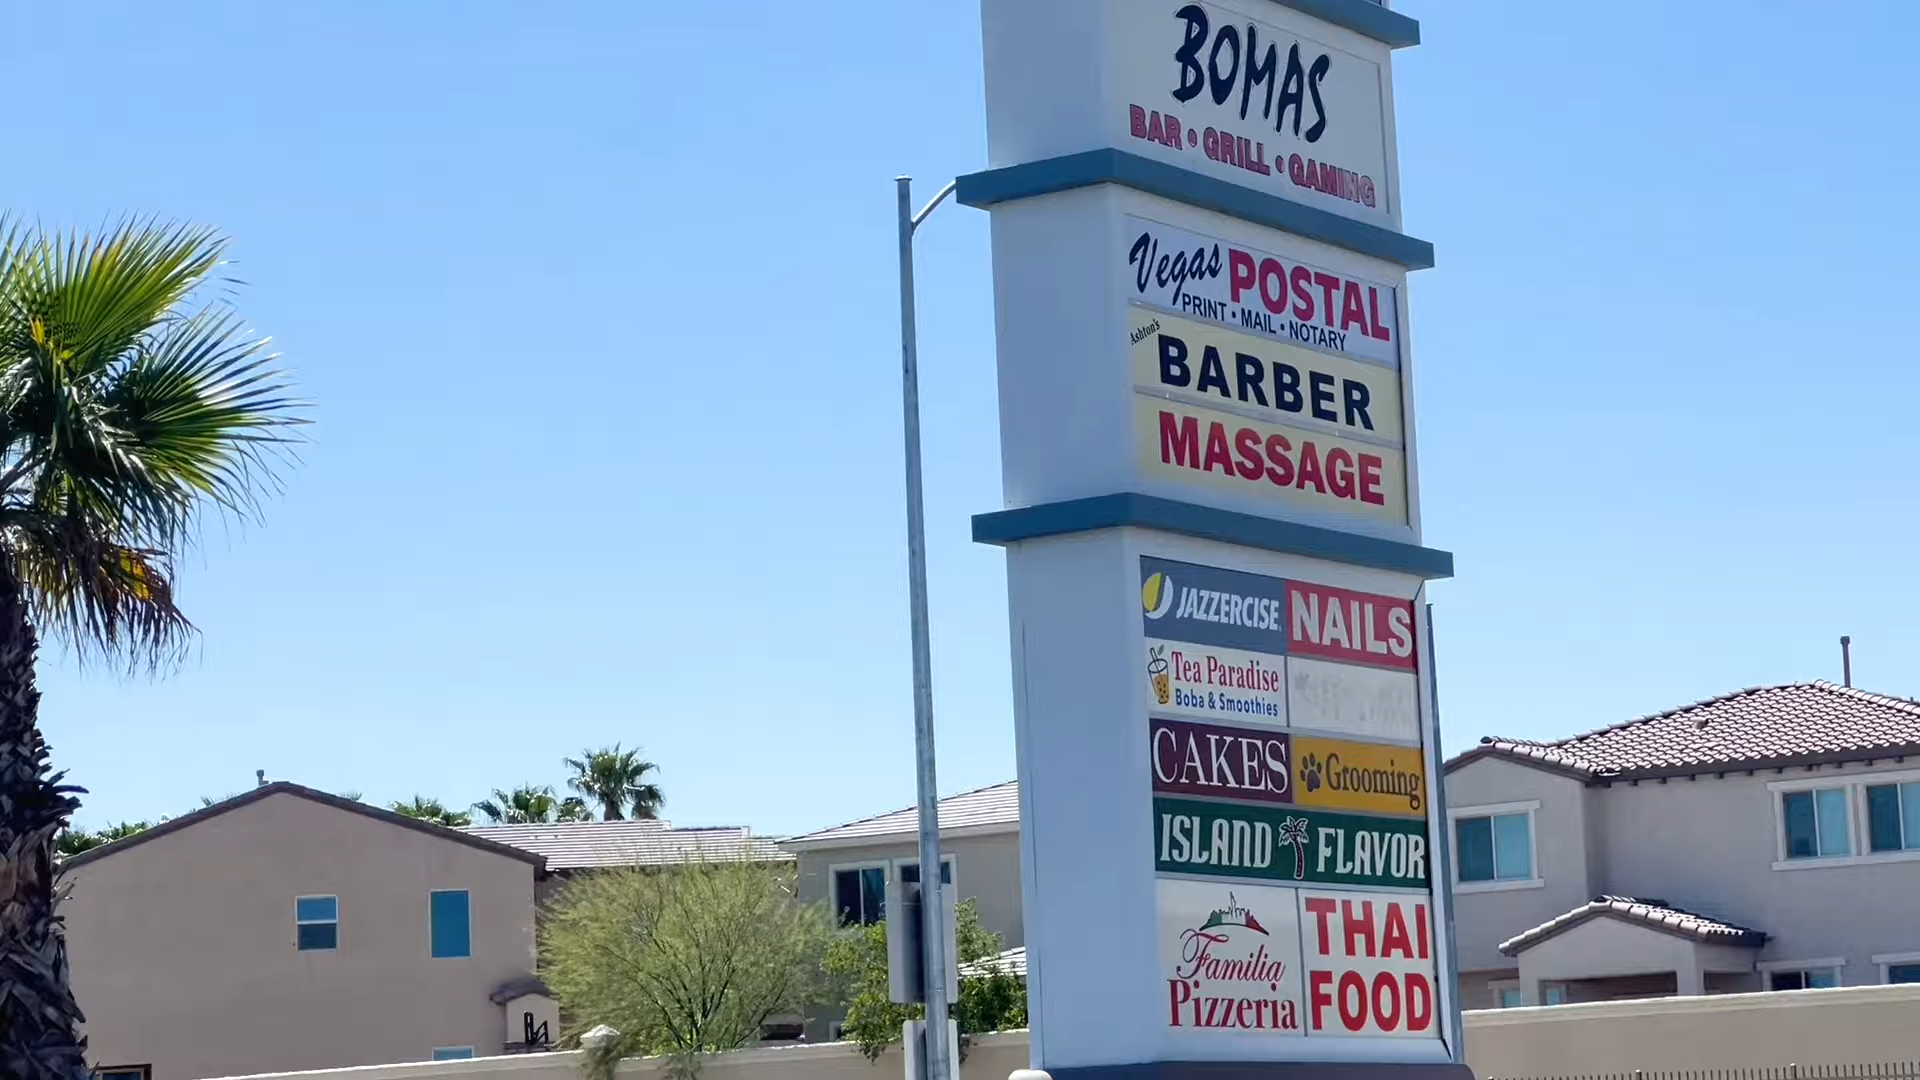 BOMAS
BAR • GRILL • GAMING
Vegas POSTAL
PRINT • MAIL • NOTARY
Ashton's
BARBER
MASSAGE
JAZZERCISE
NAILS
Tea Paradise
Boba & Smoothies
CAKES
Grooming
ISLAND FLAVOR
Familia
Pizzeria
THAI
FOOD